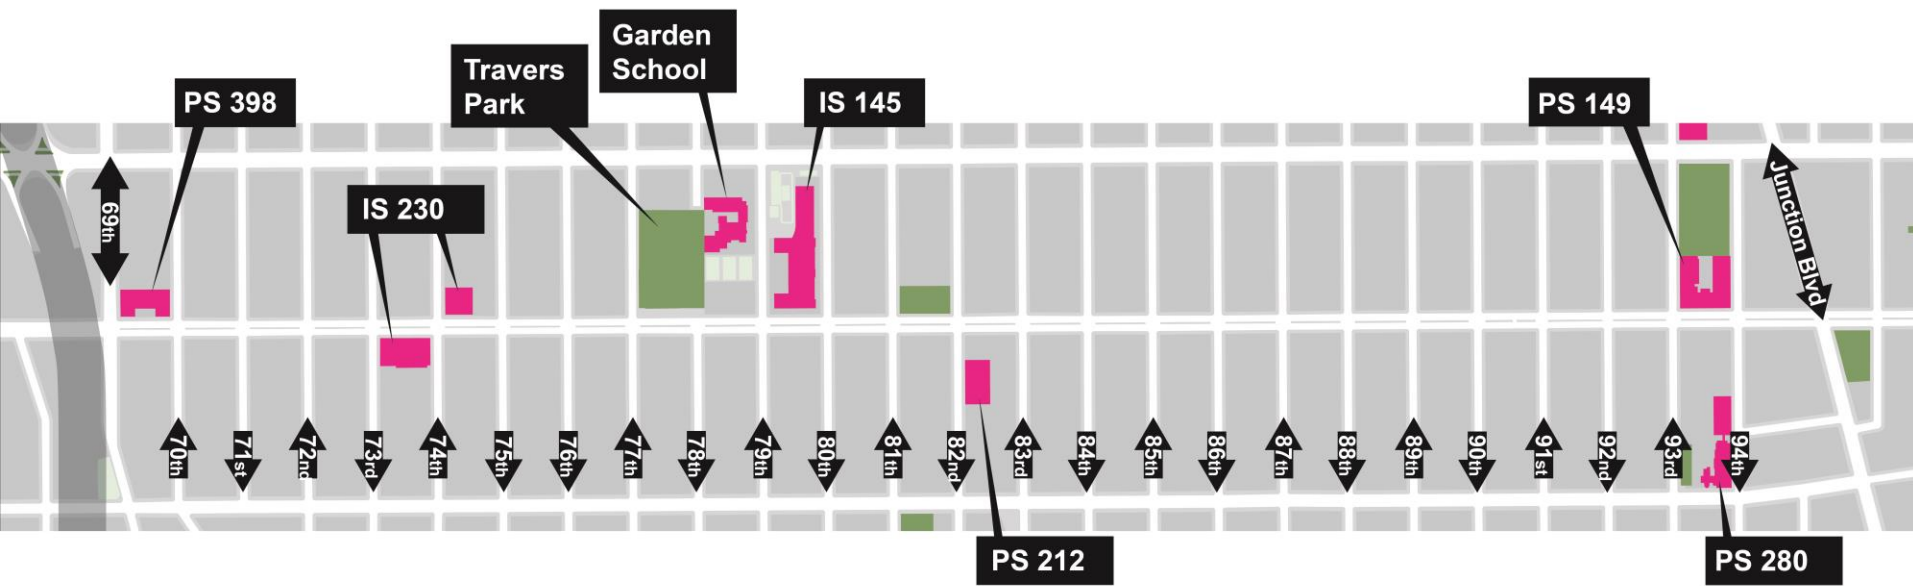 Garden
School
Travers
Park
PS 398
IS 145
PS 149
IS 230
69th
Junction Blvd
70th
71st
72nd
73rd
74th
75th
76th
77th
78th
79th
80th
81th
82nd
83rd
84th
85th
86th
87th
88th
89th
90th
91st
92nd
93rd
94th
PS 212
PS 280